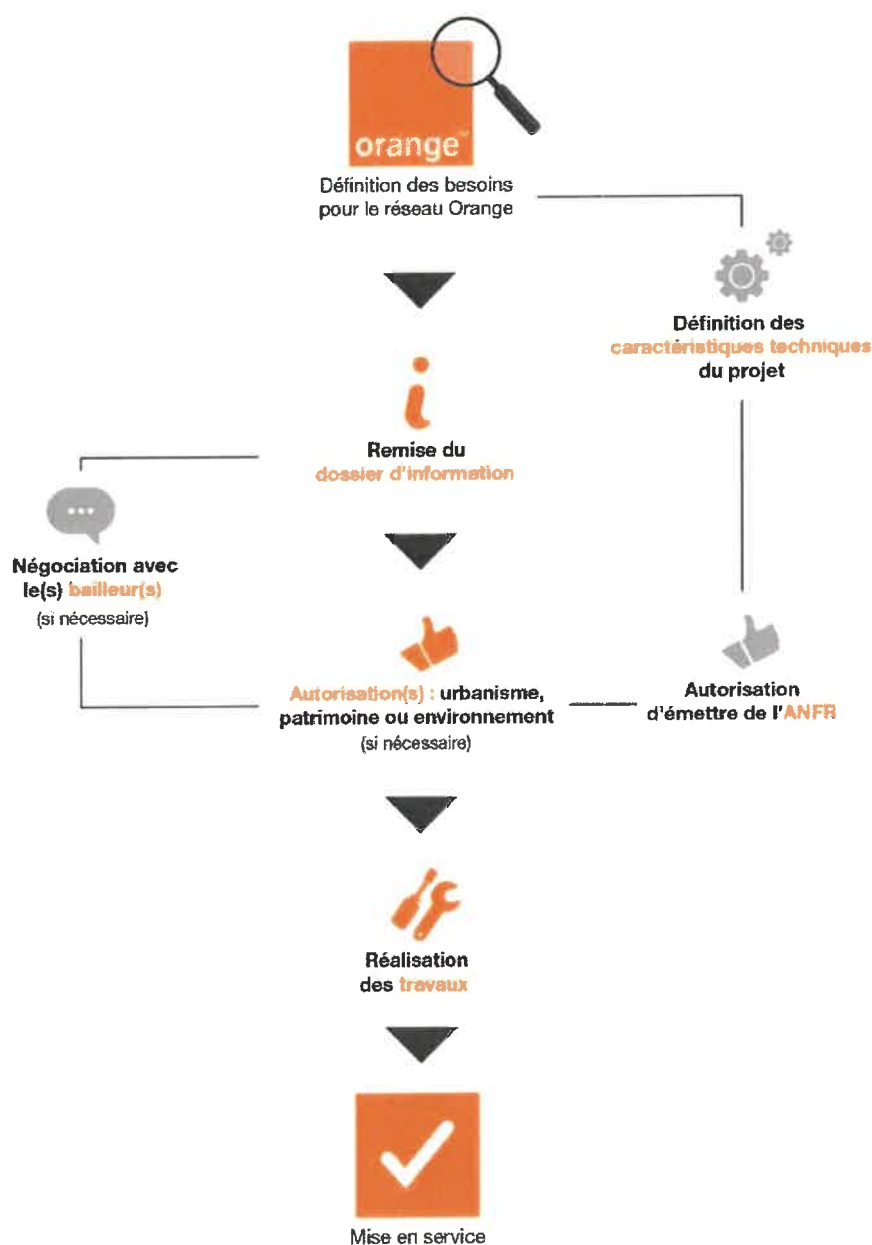 orange™
Définition des besoins
pour le réseau Orange
Définition des
caractéristiques techniques
du projet
Remise du
dossier d'information
Négociation avec
le(s) bailleur(s)
(si nécessaire)
Autorisation(s) : urbanisme,
patrimoine ou environnement
(si nécessaire)
Autorisation
d'émettre de l'ANFR
Réalisation
des travaux
Mise en service